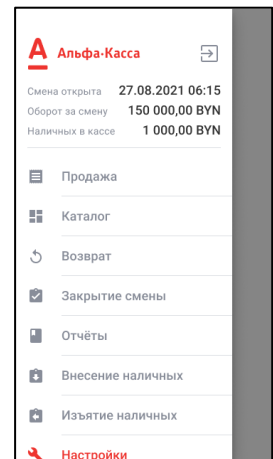 Альфа-Касса
Смена открыта 27.08.2021 06:15
Оборот за смену 150 000,00 BYN
Наличных в кассе 1 000,00 BYN
Продажа
Каталог
Возврат
Закрытие смены
Отчёты
Внесение наличных
Изъятие наличных
Настройки